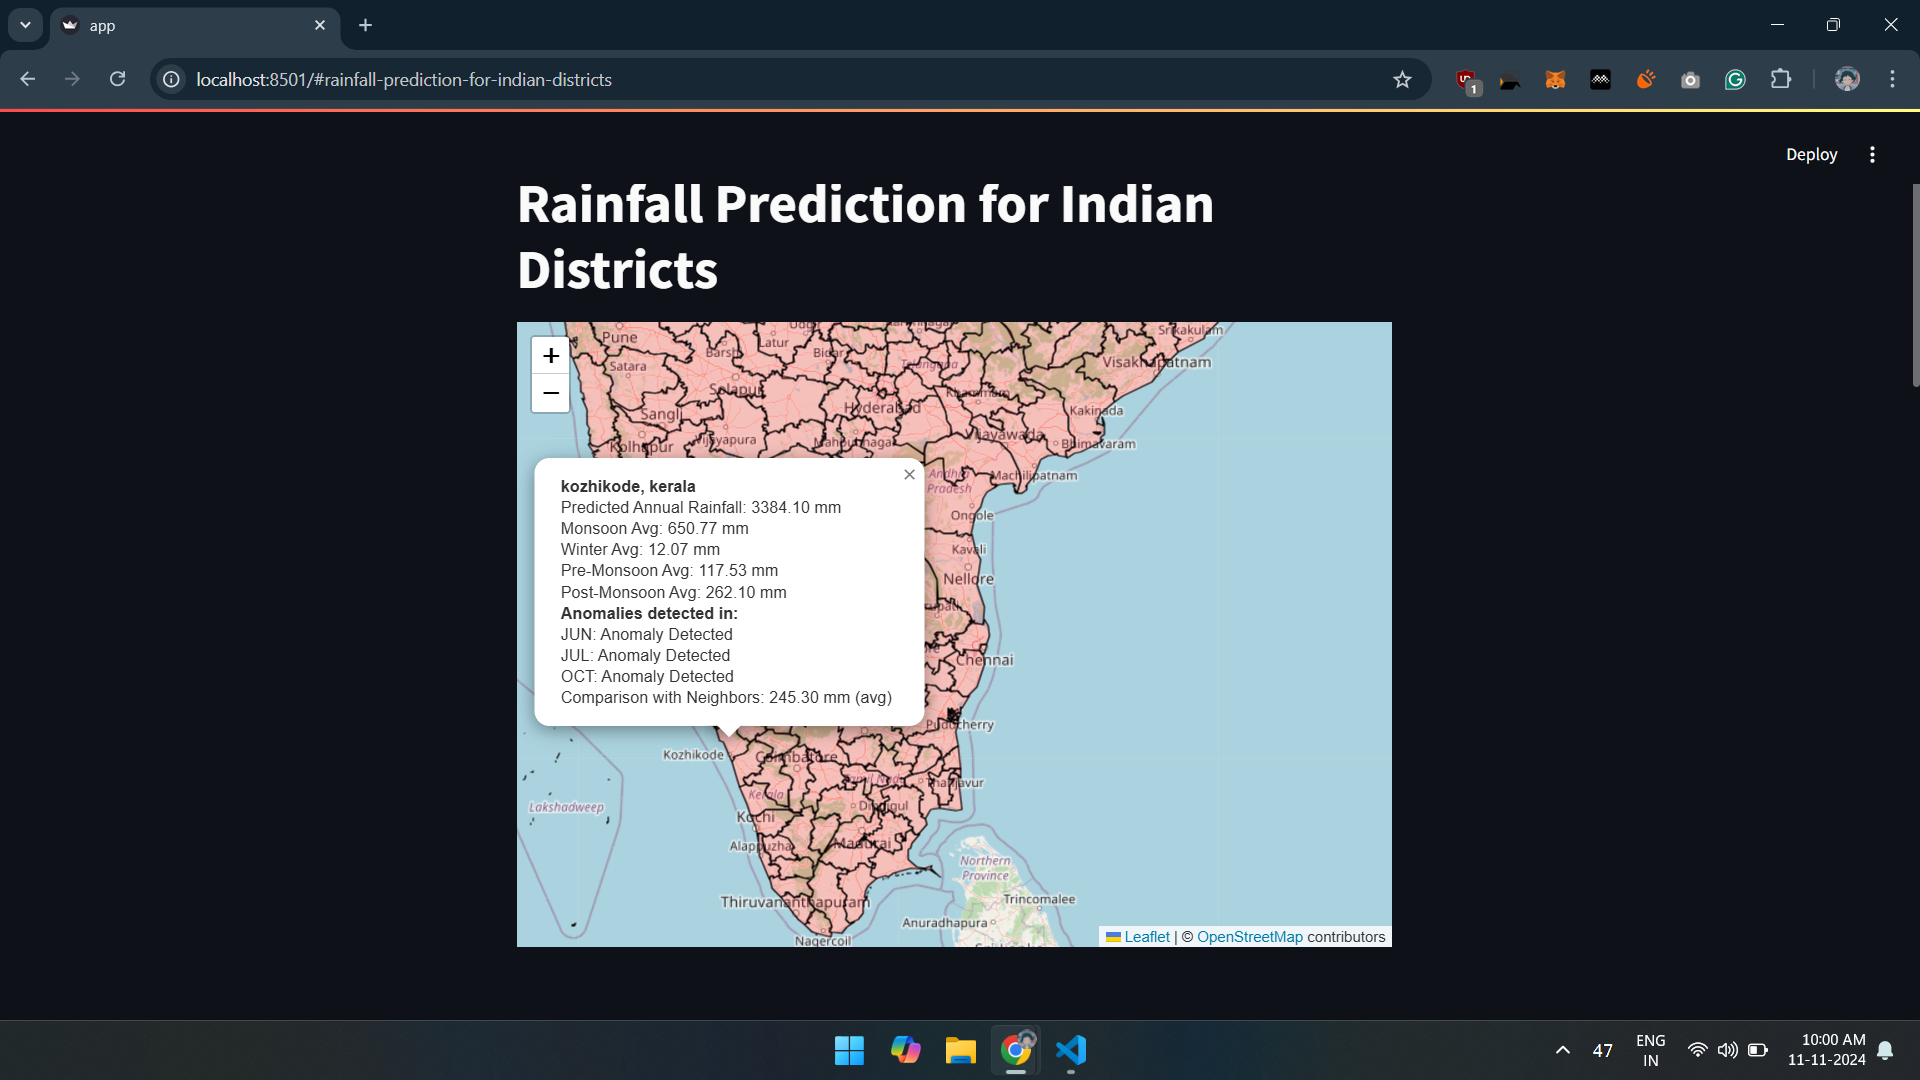 app
localhost:8501/#rainfall-prediction-for-indian-districts
1
Deploy
Rainfall Prediction for Indian
Districts
+
−
Pune
Latur
Srikakulam
Barshi
Bidar
Telangana
Visakhapatnam
Satara
Solapur
Khammam
Sangli
Hyderabad
Kakinada
Kolhapur
Vijayapura
Mahbubnagar
Vijayawada
Bhimavaram
Andhra
Pradesh
Machilipatnam
Ongole
Kavali
Nellore
Chennai
Puducherry
kozhikode, kerala
Predicted Annual Rainfall: 3384.10 mm
Monsoon Avg: 650.77 mm
Winter Avg: 12.07 mm
Pre-Monsoon Avg: 117.53 mm
Post-Monsoon Avg: 262.10 mm
Anomalies detected in:
JUN: Anomaly Detected
JUL: Anomaly Detected
OCT: Anomaly Detected
Comparison with Neighbors: 245.30 mm (avg)
Kozhikode
Coimbatore
Tamil Nadu
Thanjavur
Kerala
Lakshadweep
Dindigul
Kochi
Alappuzha
Madurai
Northern
Province
Thiruvananthapuram
Trincomalee
Anuradhapura
Nagercoil
Leaflet | © OpenStreetMap contributors
47
ENG
IN
10:00 AM
11-11-2024